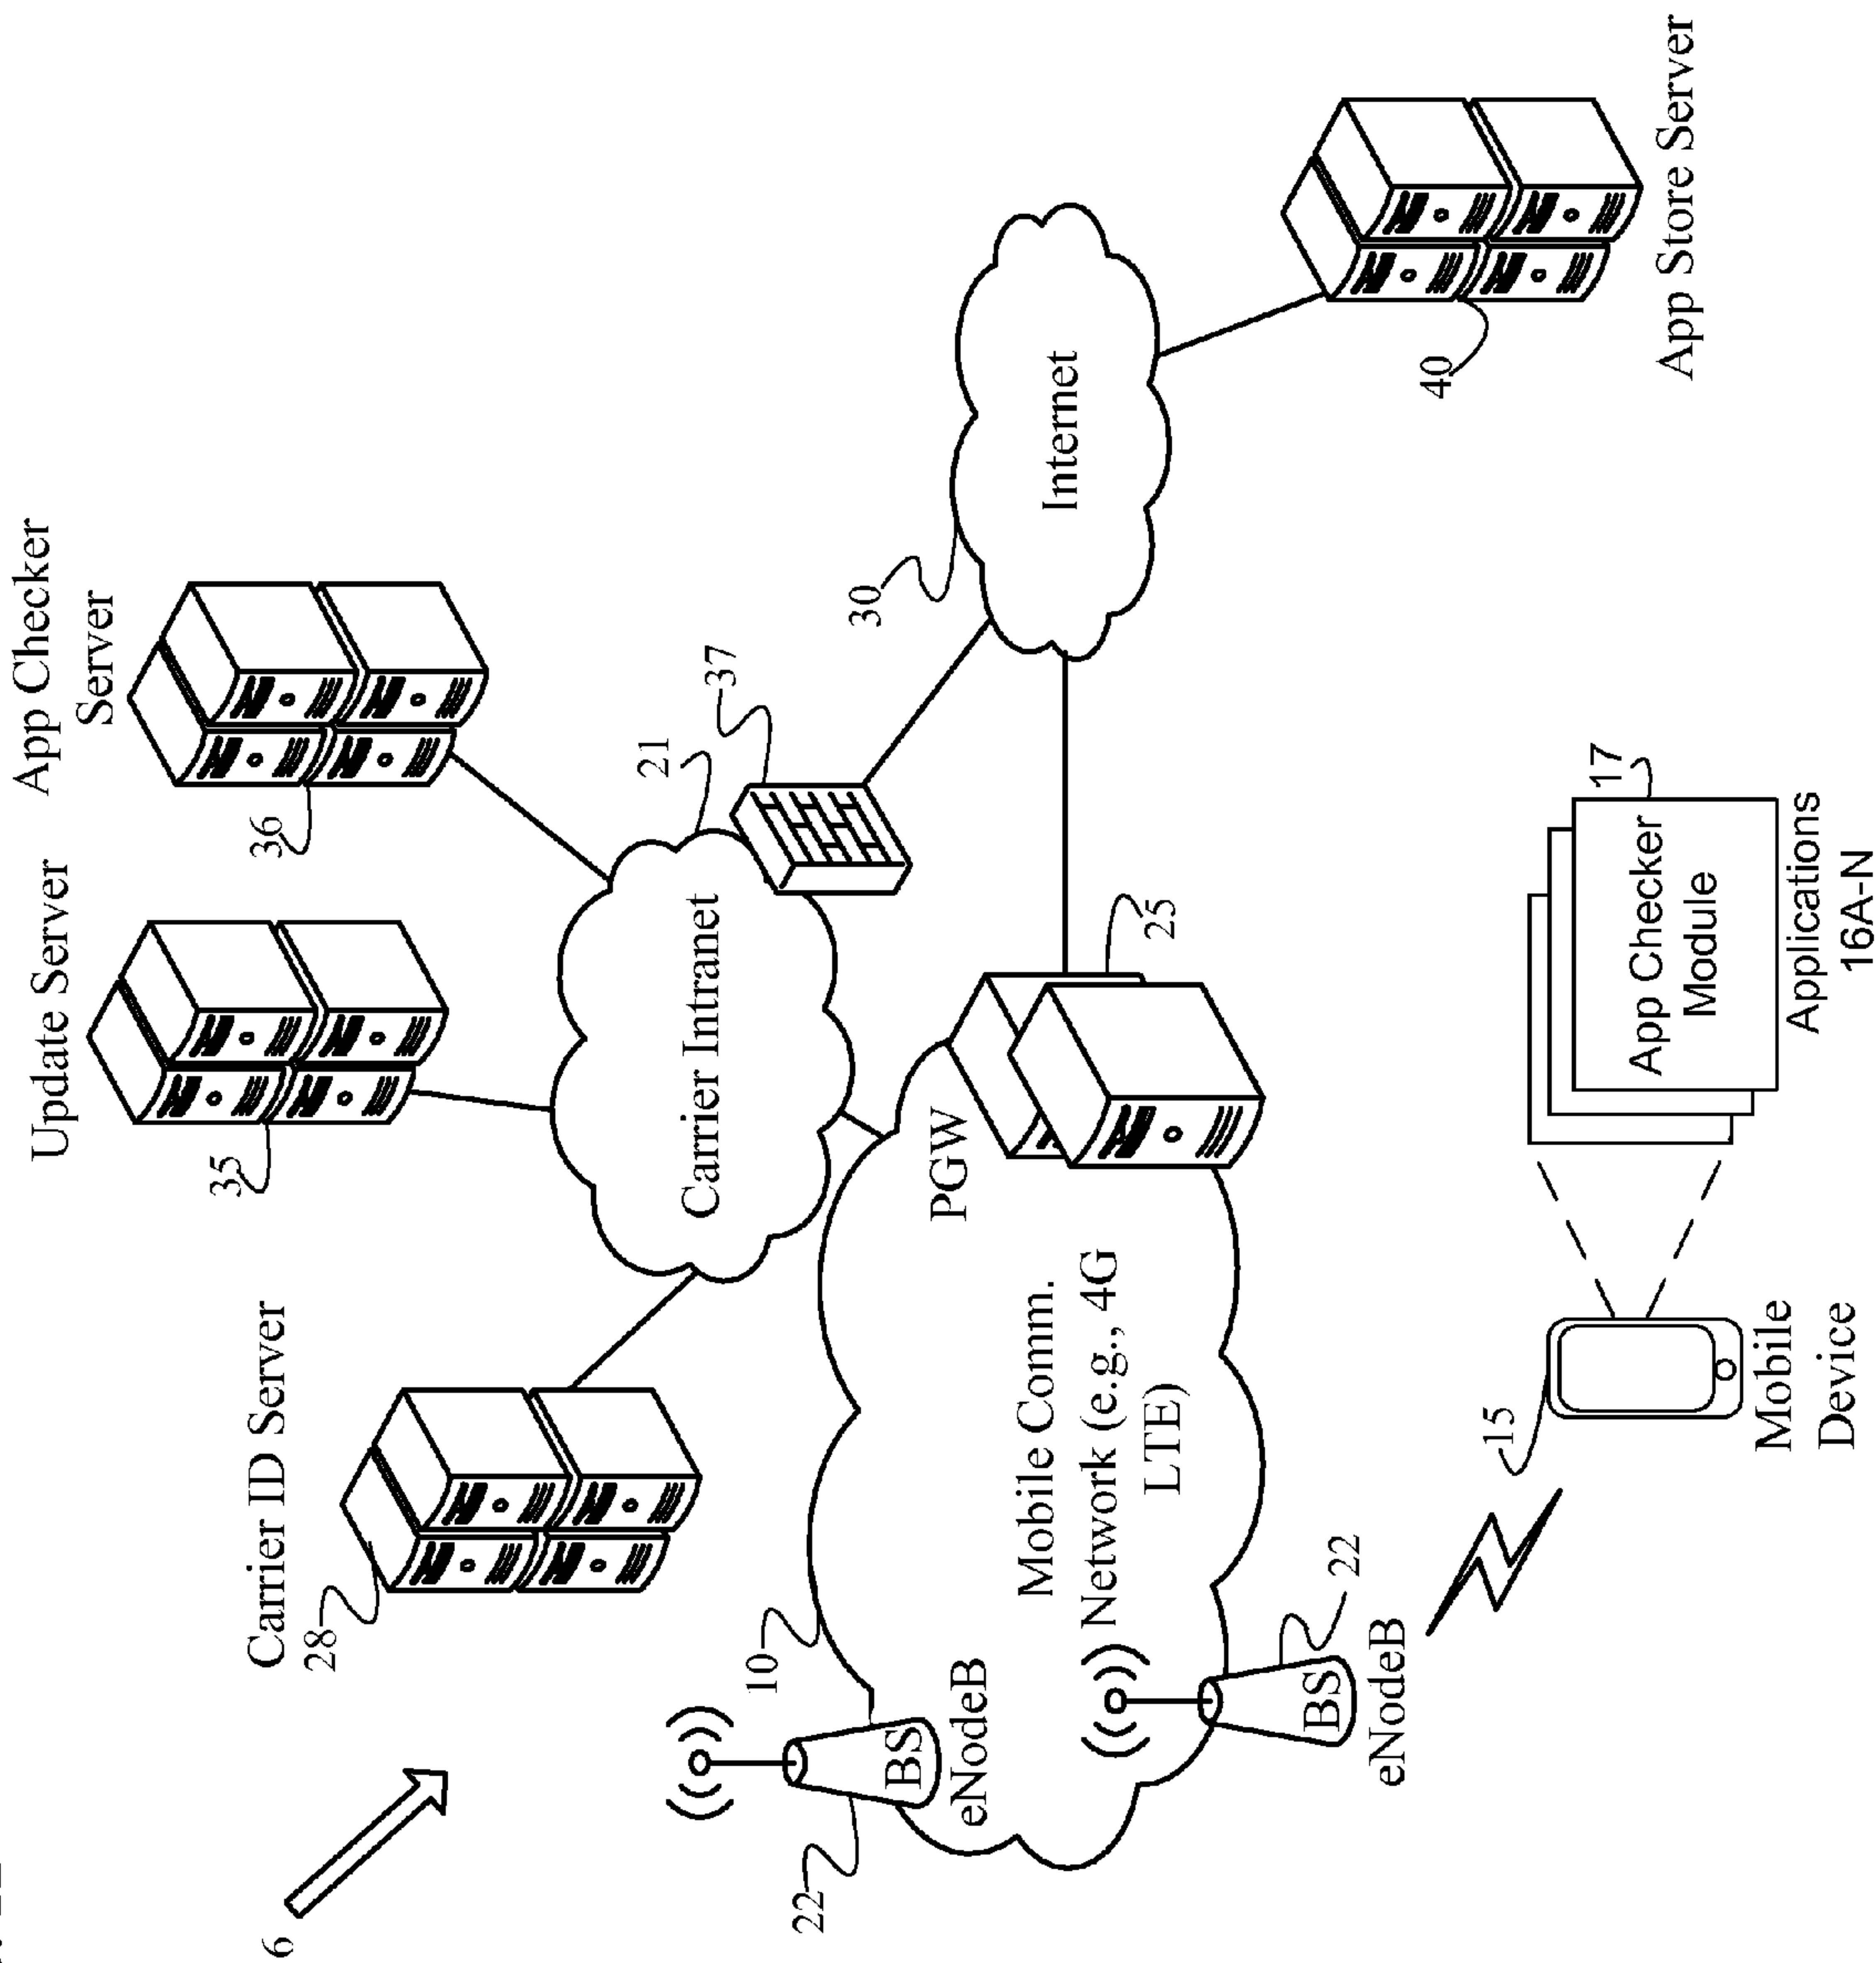 6
Update Server
35
App Checker
Server
36
Carrier ID Server
28
Carrier Intranet
21
37
10
22
BS
eNodeB
Mobile Comm.
Network (e.g., 4G
LTE)
PGW
25
30
Internet
BS
22
eNodeB
40
App Store Server
15
Mobile
Device
17
App Checker
Module
Applications
16A-N